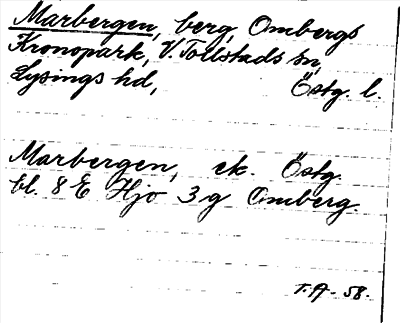 Marbergen, berg, Ombergs
Kronopark, V. Tollstads sn,
Lysings hd, Östg. l.
Marbergen, ek. Östg.
bl. 8 E Hjo 3 g Omberg.
T.A. 58.